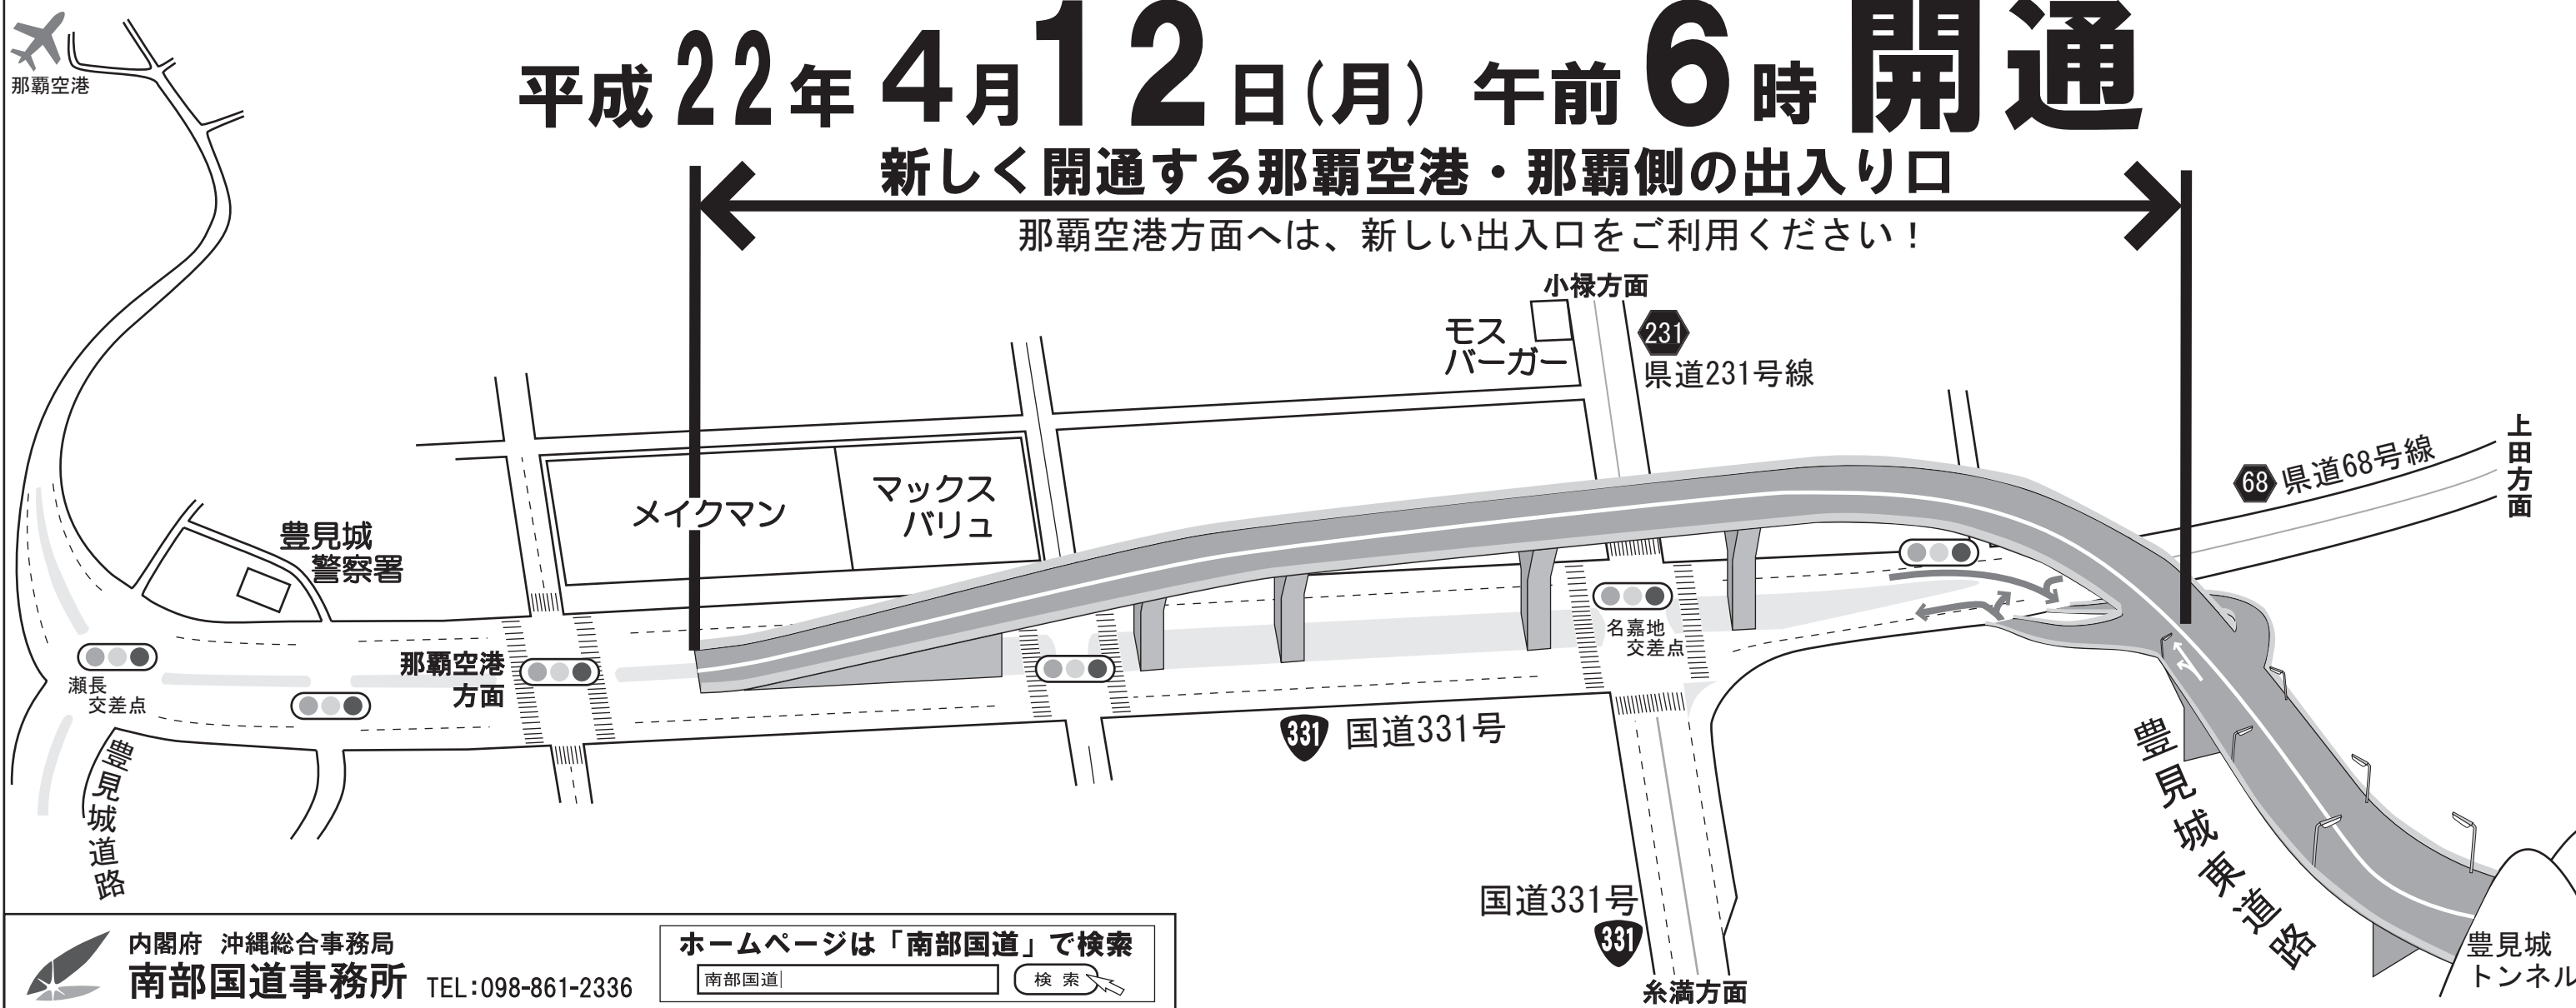 平成22年4月12日(月) 午前6時 開通
新しく開通する那覇空港・那覇側の出入り口
那覇空港方面へは、新しい出入口をご利用ください！
那覇空港
小禄方面
モス
バーガー
231
県道231号線
上田方面
68 県道68号線
メイクマン
マックス
バリュ
豊見城
警察署
瀬長
交差点
那覇空港
方面
名嘉地
交差点
331 国道331号
豊見城道路
豊見城東道路
国道331号
331
糸満方面
豊見城
トンネル
内閣府 沖縄総合事務局
南部国道事務所 TEL:098-861-2336
ホームページは「南部国道」で検索
南部国道 検 索